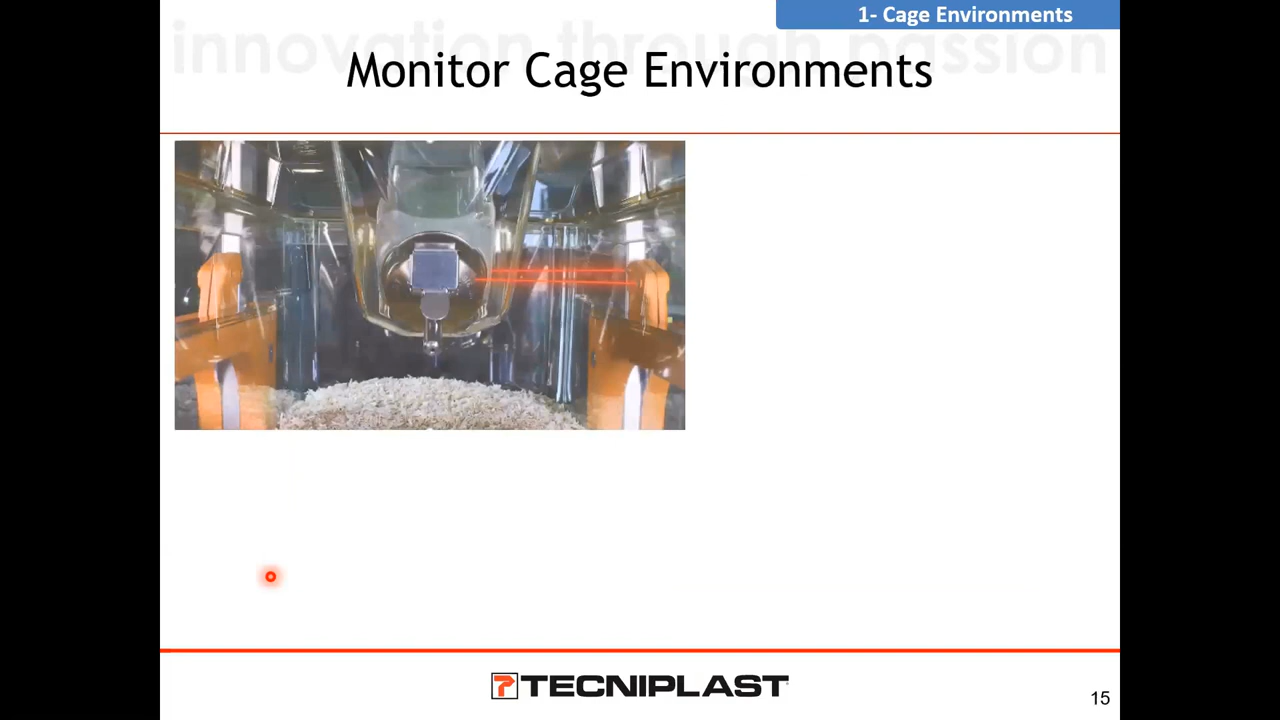 1- Cage Environments
innovation through passion
Monitor Cage Environments
TECNIPLAST
15